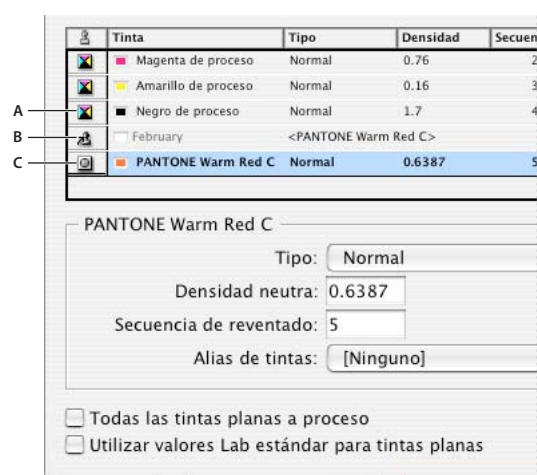 Tinta Tipo Densidad Secuen
Magenta de proceso Normal 0.76 2
Amarillo de proceso Normal 0.16 3
A Negro de proceso Normal 1.7 4
B February <PANTONE Warm Red C>
C PANTONE Warm Red C Normal 0.6387 5
PANTONE Warm Red C
Tipo: Normal
Densidad neutra: 0.6387
Secuencia de reventado: 5
Alias de tintas: [Ninguno]
Todas las tintas planas a proceso
Utilizar valores Lab estándar para tintas planas